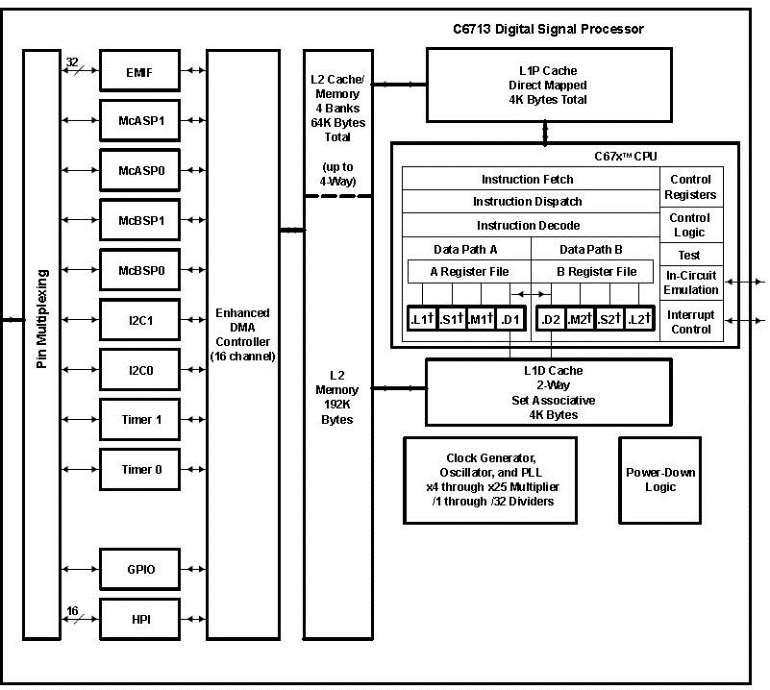 C6713 Digital Signal Processor
32
EMIF
McASP1
McASP0
McBSP1
McBSP0
I2C1
I2C0
Timer 1
Timer 0
GPIO
16
HPI
Pin Multiplexing
Enhanced
DMA
Controller
(16 channel)
L2 Cache/
Memory
4 Banks
64K Bytes
Total
(up to
4-Way)
L2
Memory
192K
Bytes
L1P Cache
Direct Mapped
4K Bytes Total
C67x™ CPU
Instruction Fetch
Instruction Dispatch
Instruction Decode
Data Path A
Data Path B
A Register File
B Register File
.L1† .S1† .M1† .D1
.D2 .M2† .S2† .L2†
Control
Registers
Control
Logic
Test
In-Circuit
Emulation
Interrupt
Control
L1D Cache
2-Way
Set Associative
4K Bytes
Clock Generator,
Oscillator, and PLL
x4 through x25 Multiplier
/1 through /32 Dividers
Power-Down
Logic